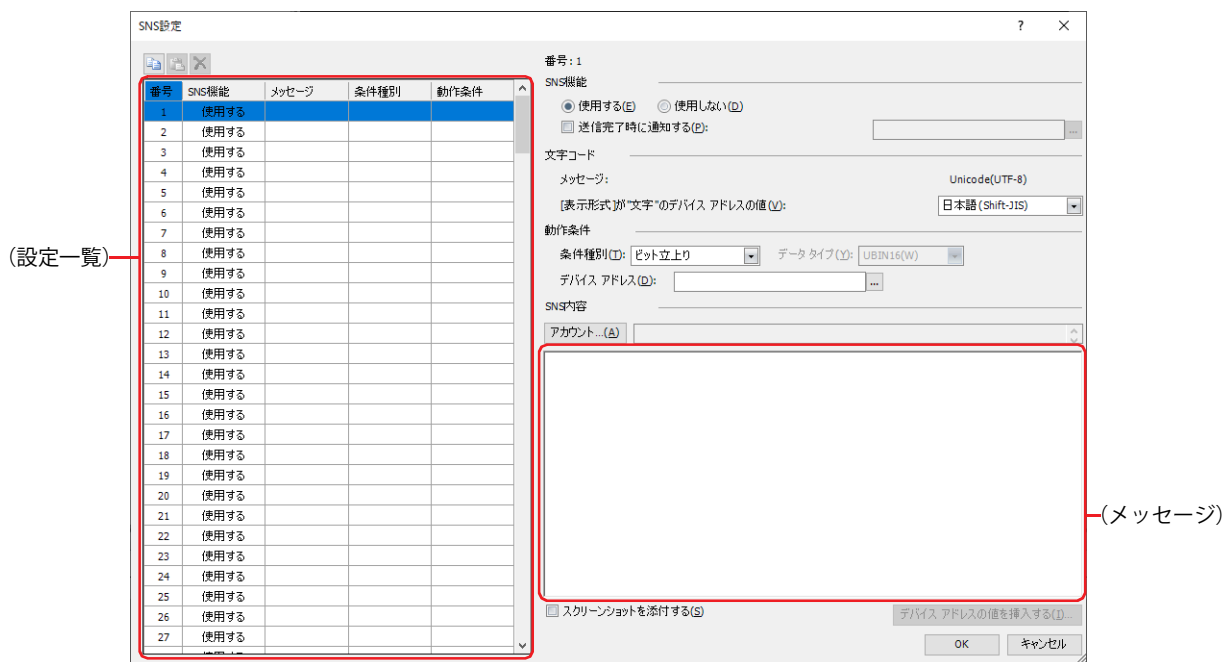 SNS設定
?
番号:1
番号 SNS機能 メッセージ 条件種別 動作条件
1 使用する
2 使用する
3 使用する
4 使用する
5 使用する
6 使用する
7 使用する
8 使用する
9 使用する
10 使用する
11 使用する
12 使用する
13 使用する
14 使用する
15 使用する
16 使用する
17 使用する
18 使用する
19 使用する
20 使用する
21 使用する
22 使用する
23 使用する
24 使用する
25 使用する
26 使用する
27 使用する
(設定一覧)
SNS機能
使用する(E) 使用しない(D)
送信完了時に通知する(P): ...
文字コード
メッセージ: Unicode(UTF-8)
[表示形式]が"文字"のデバイス アドレスの値(V): 日本語(Shift-JIS)
動作条件
条件種別(T): ビット立上り データ タイプ(Y): UBIN16(W)
デバイス アドレス(D): ...
SNS内容
アカウント...(A)
(メッセージ)
スクリーンショットを添付する(S) デバイス アドレスの値を挿入する(I)...
OK キャンセル